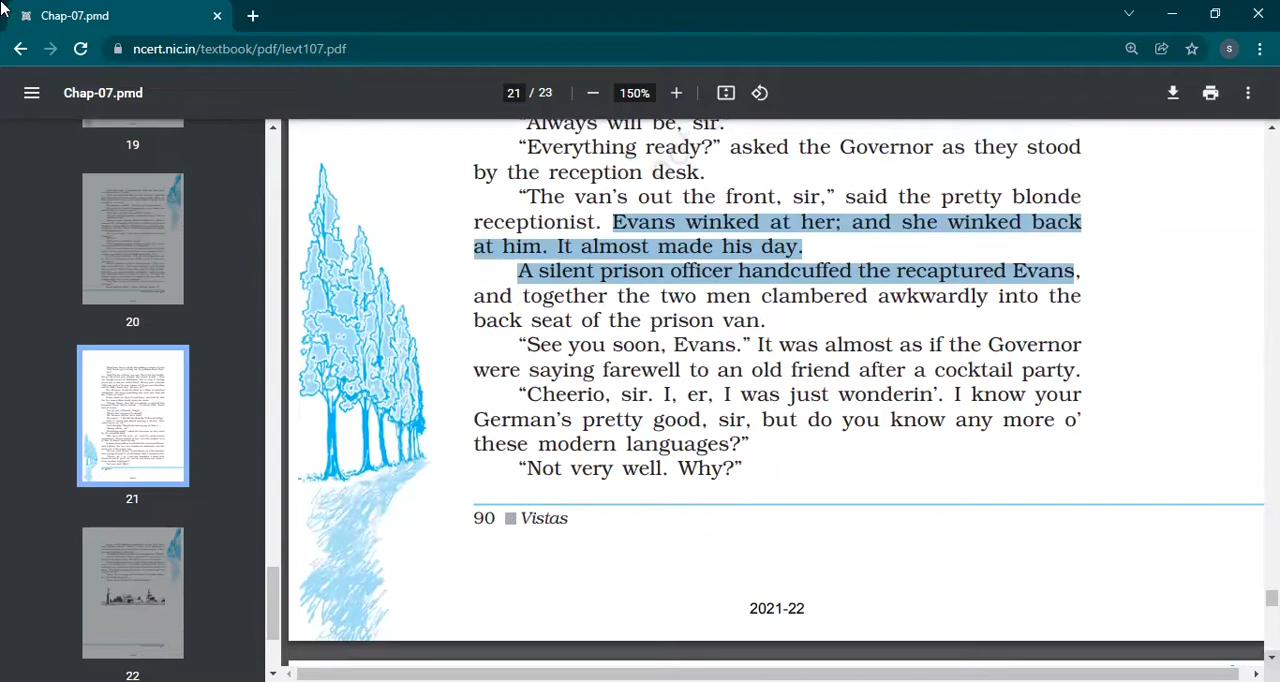 Chap-07.pmd
ncert.nic.in/textbook/pdf/levt107.pdf
S
Chap-07.pmd
21 / 23
150%
19
20
21
22
"Always will be, sir."
"Everything ready?" asked the Governor as they stood
by the reception desk.
"The van's out the front, sir," said the pretty blonde
receptionist. Evans winked at her; and she winked back
at him. It almost made his day.
A silent prison officer handcuffed the recaptured Evans,
and together the two men clambered awkwardly into the
back seat of the prison van.
"See you soon, Evans." It was almost as if the Governor
were saying farewell to an old friend after a cocktail party.
"Cheerio, sir. I, er, I was just wonderin'. I know your
German's pretty good, sir, but do you know any more o'
these modern languages?"
"Not very well. Why?"
90 Vistas
2021-22